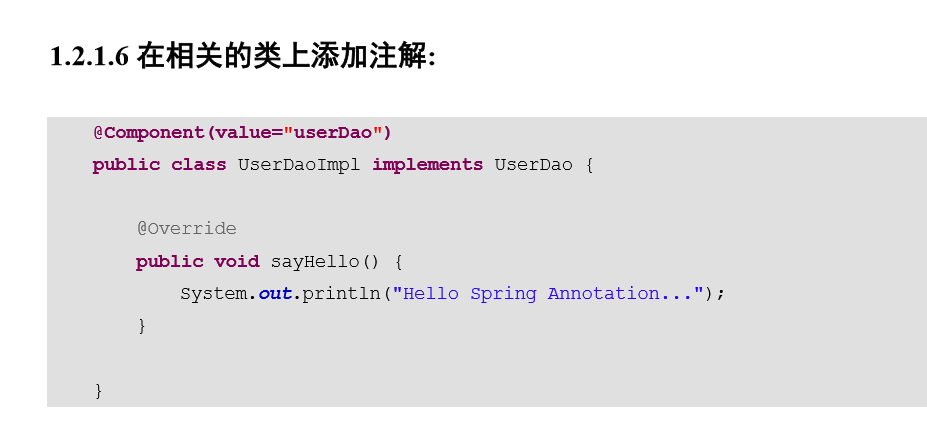 1.2.1.6 在相关的类上添加注解:
@Component(value="userDao")
public class UserDaoImpl implements UserDao {
@Override
public void sayHello() {
System.out.println("Hello Spring Annotation...");
}
}